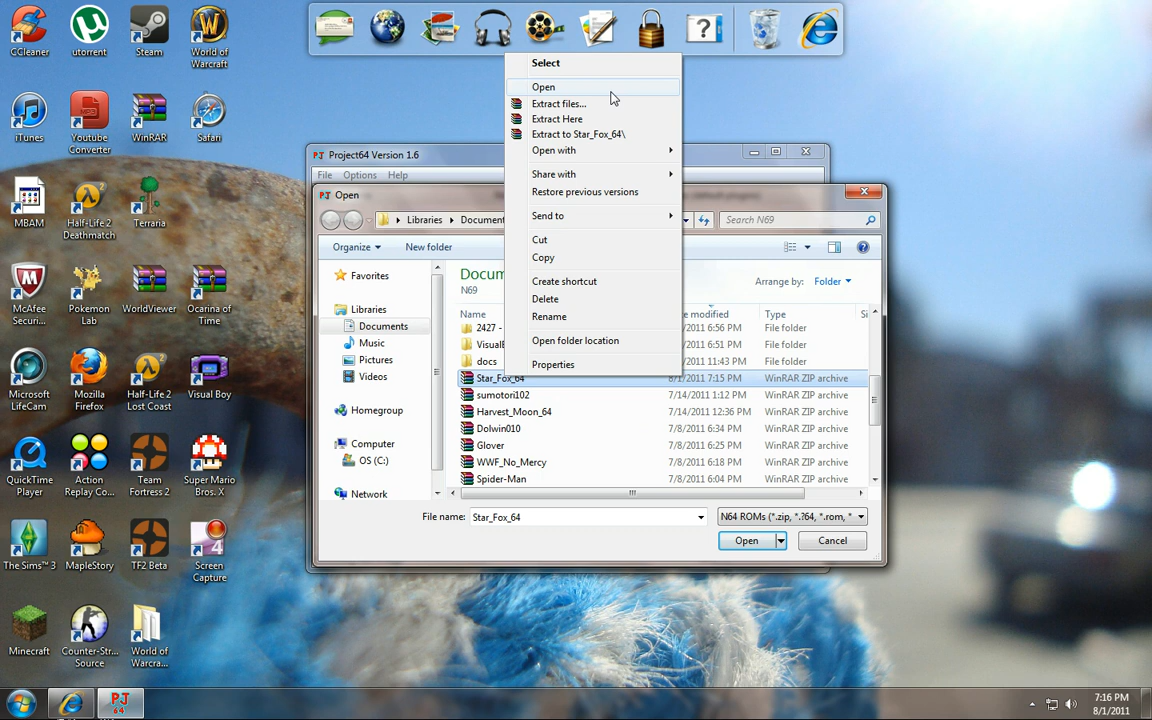 CCleaner
utorrent
Steam
World of
Warcraft
iTunes
Youtube
Converter
WinRAR
Safari
MBAM
Half-Life 2
Deathmatch
Terraria
McAfee
Securi...
Pokemon
Lab
WorldViewer
Ocarina of
Time
Microsoft
LifeCam
Mozilla
Firefox
Half-Life 2
Lost Coast
Visual Boy
QuickTime
Player
Action
Replay Co...
Team
Fortress 2
Super Mario
Bros. X
The Sims™ 3
MapleStory
TF2 Beta
4
Screen
Capture
Minecraft
Counter-Str...
Source
World of
Warcra...
Select
Open
Extract files...
Extract Here
Extract to Star_Fox_64\
Open with
Share with
Restore previous versions
Send to
Cut
Copy
Create shortcut
Delete
Rename
Open folder location
Properties
Project64 Version 1.6
File Options Help
Open
Libraries Documen
Search N69
Organize New folder
Favorites
Libraries
Documents
Music
Pictures
Videos
Homegroup
Computer
OS (C:)
Network
Docum
N69
Arrange by: Folder
Name te modified Type Si
2427 - /2011 6:56 PM File folder
VisualB /2011 6:51 PM File folder
docs /2011 11:43 PM File folder
Star_Fox_64 8/1/2011 7:15 PM WinRAR ZIP archive
sumotori102 7/14/2011 1:12 PM WinRAR ZIP archive
Harvest_Moon_64 7/14/2011 12:36 PM WinRAR ZIP archive
Dolwin010 7/8/2011 6:34 PM WinRAR ZIP archive
Glover 7/8/2011 6:25 PM WinRAR ZIP archive
WWF_No_Mercy 7/8/2011 6:18 PM WinRAR ZIP archive
Spider-Man 7/8/2011 6:04 PM WinRAR ZIP archive
File name: Star_Fox_64 N64 ROMs (*.zip, *.?64, *.rom, *
Open Cancel
PJ
64
7:16 PM
8/1/2011